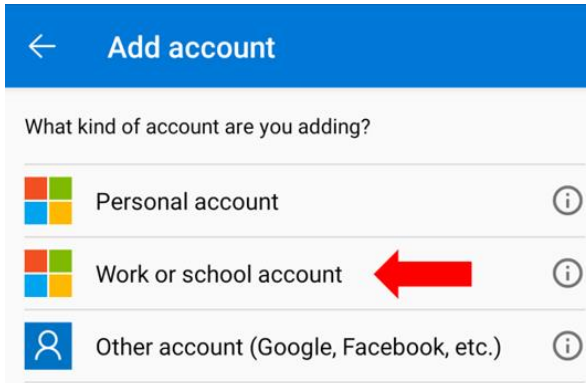 Add account
What kind of account are you adding?
Personal account
Work or school account
Other account (Google, Facebook, etc.)